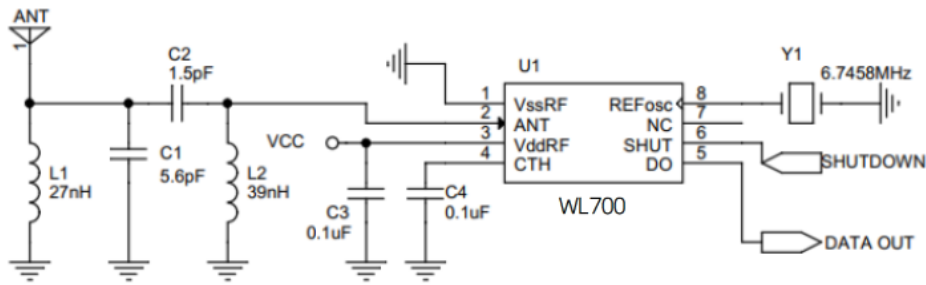 ANT
1
C2
1.5pF
U1
Y1
6.7458MHz
1 VssRF REFosc 8
2 ANT NC 7
VCC 3 VddRF SHUT 6
4 CTH DO 5
SHUTDOWN
L1
27nH
C1
5.6pF
L2
39nH
C3
0.1uF
C4
0.1uF
WL700
DATA OUT